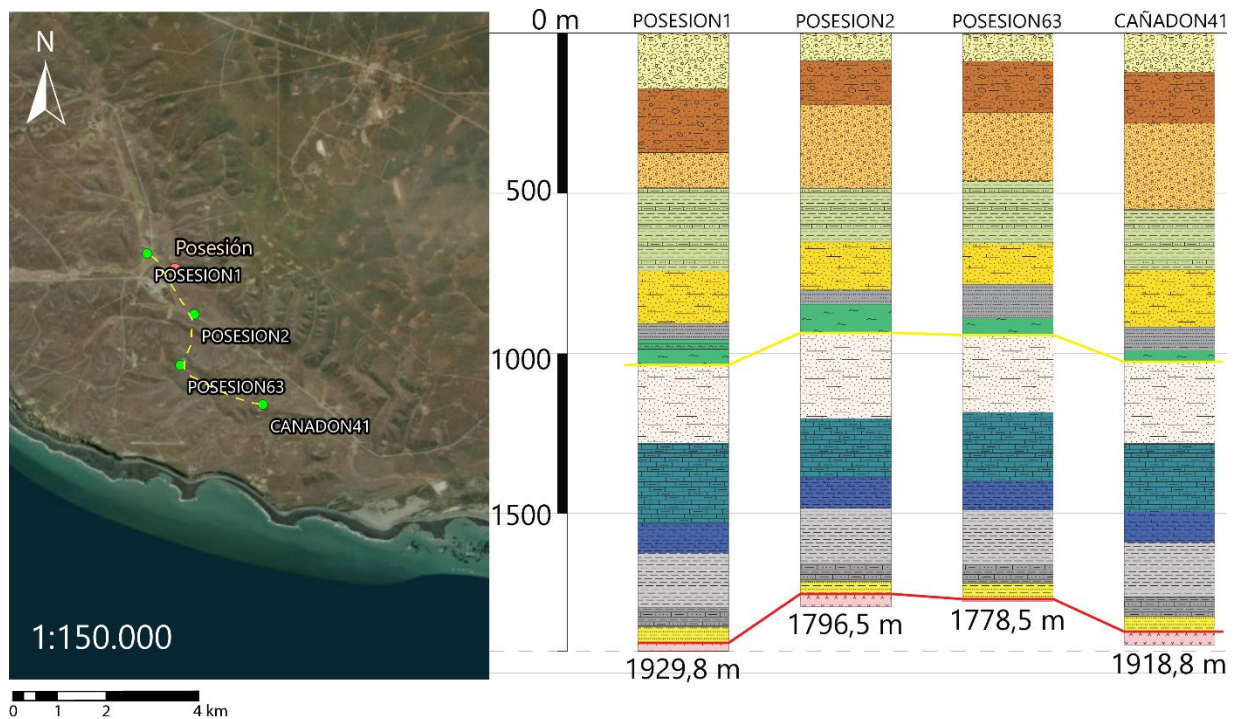 N
Posesión
POSESION1
POSESION2
POSESION63
CANADON41
1:150.000
0 1 2 4 km
0 m
500
1000
1500
POSESION1
POSESION2
POSESION63
CAÑADON41
1929,8 m
1796,5 m
1778,5 m
1918,8 m